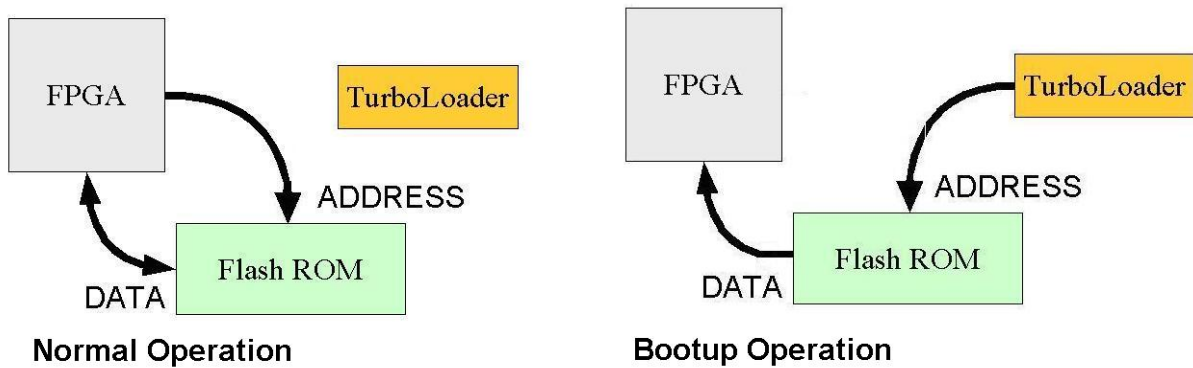 FPGA
TurboLoader
ADDRESS
Flash ROM
DATA
Normal Operation
FPGA
TurboLoader
ADDRESS
Flash ROM
DATA
Bootup Operation